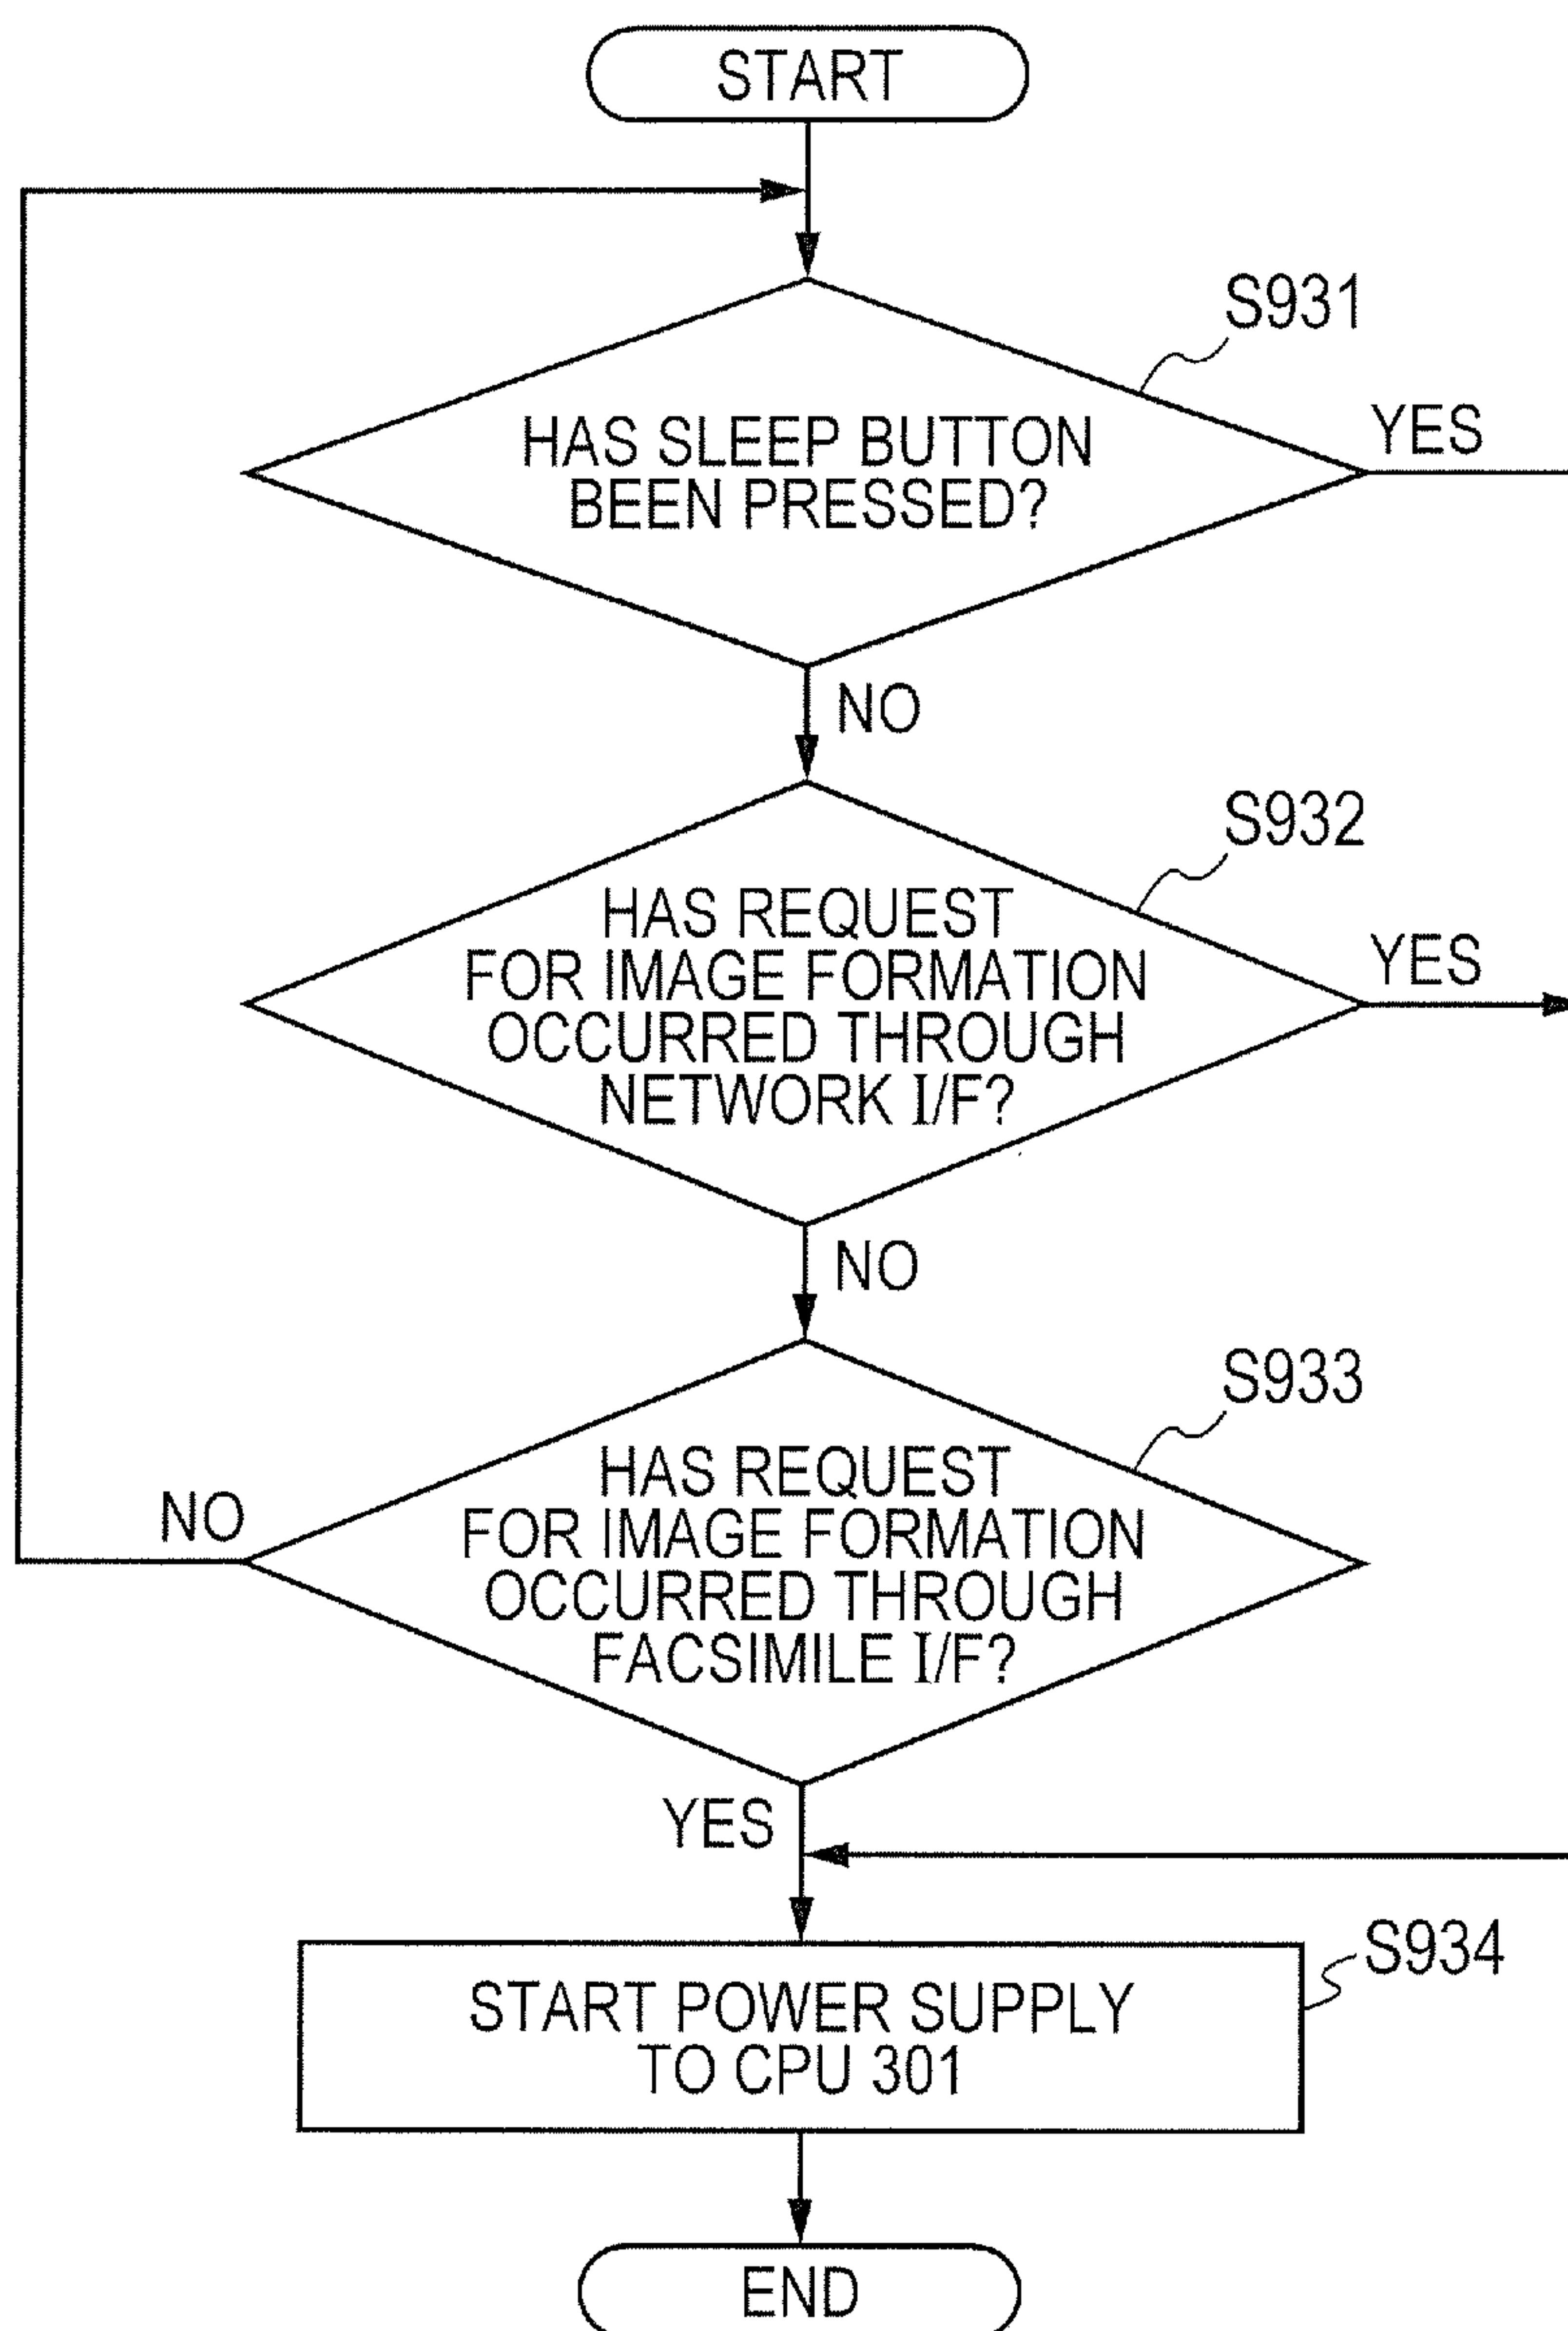 START
S931
HAS SLEEP BUTTON
BEEN PRESSED?
YES
NO
S932
HAS REQUEST
FOR IMAGE FORMATION
OCCURRED THROUGH
NETWORK I/F?
YES
NO
S933
HAS REQUEST
FOR IMAGE FORMATION
OCCURRED THROUGH
FACSIMILE I/F?
NO
YES
S934
START POWER SUPPLY
TO CPU 301
END